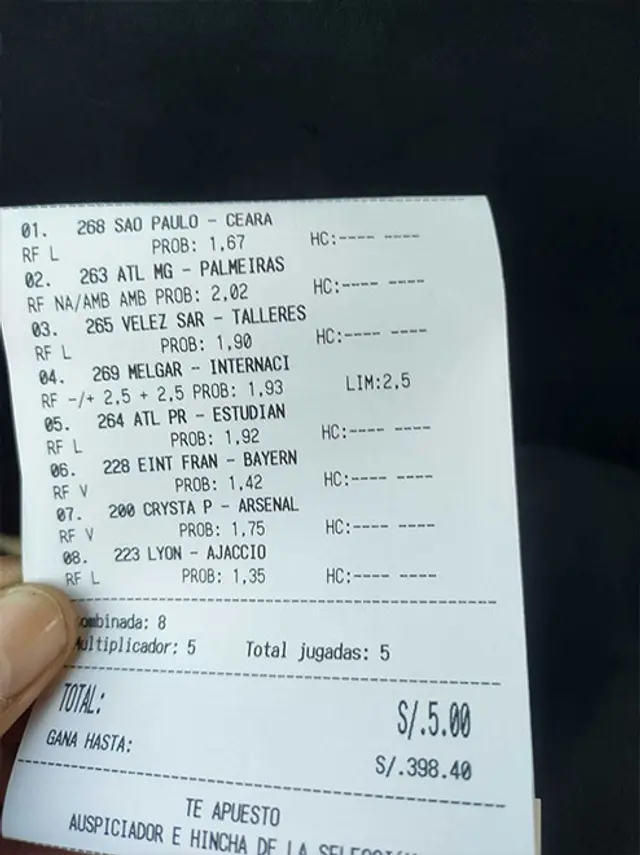 01. 268 SAO PAULO - CEARA
RF L PROB: 1,67 HC:---- ----
02. 263 ATL MG - PALMEIRAS
RF NA/AMB AMB PROB: 2,02 HC:---- ----
03. 265 VELEZ SAR - TALLERES
RF L PROB: 1,90 HC:---- ----
04. 269 MELGAR - INTERNACI
RF -/+ 2,5 + 2,5 PROB: 1,93 LIM:2,5
05. 264 ATL PR - ESTUDIAN
RF L PROB: 1,92 HC:---- ----
06. 228 EINT FRAN - BAYERN
RF V PROB: 1,42 HC:---- ----
07. 200 CRYSTA P - ARSENAL
RF V PROB: 1,75 HC:---- ----
08. 223 LYON - AJACCIO
RF L PROB: 1,35 HC:---- ----
ombinada: 8
Multiplicador: 5 Total jugadas: 5
TOTAL: S/.5.00
GANA HASTA: S/.398.40
TE APUESTO
AUSPICIADOR E HINCHA DE LA